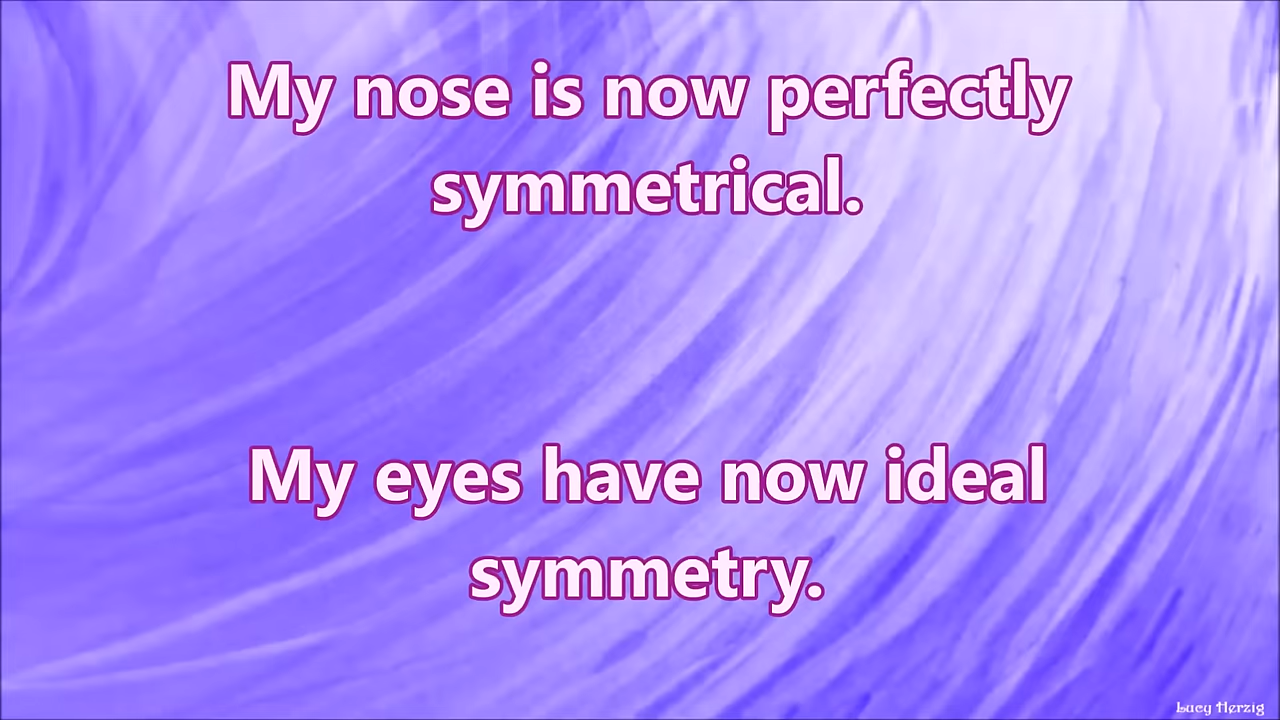 My nose is now perfectly
symmetrical.
My eyes have now ideal
symmetry.
Lucy Herzig